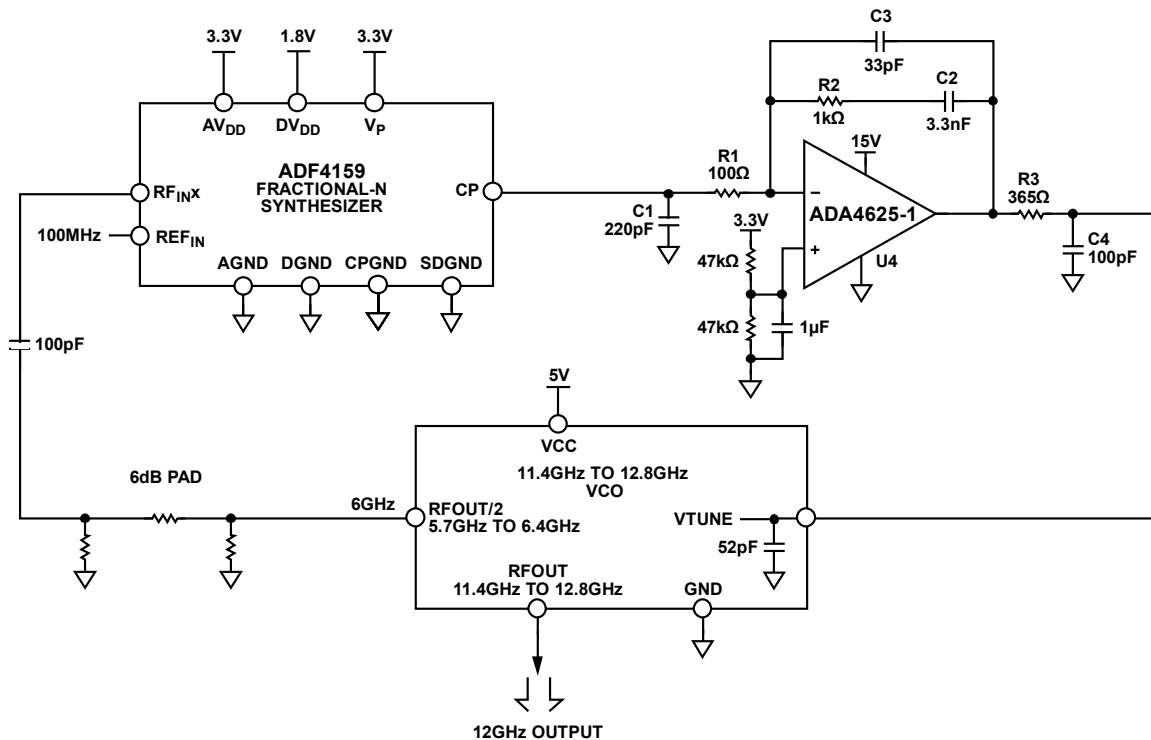 3.3V
1.8V
3.3V
AVDD
DVDD
VP
ADF4159
FRACTIONAL-N
SYNTHESIZER
RFINx
CP
100MHz
REFIN
AGND
DGND
CPGND
SDGND
100pF
C1
220pF
R1
100Ω
C3
33pF
R2
1kΩ
C2
3.3nF
15V
−
ADA4625-1
+
U4
3.3V
47kΩ
47kΩ
1µF
R3
365Ω
C4
100pF
5V
VCC
11.4GHz TO 12.8GHz
VCO
6dB PAD
6GHz
RFOUT/2
5.7GHz TO 6.4GHz
VTUNE
52pF
RFOUT
11.4GHz TO 12.8GHz
GND
12GHz OUTPUT